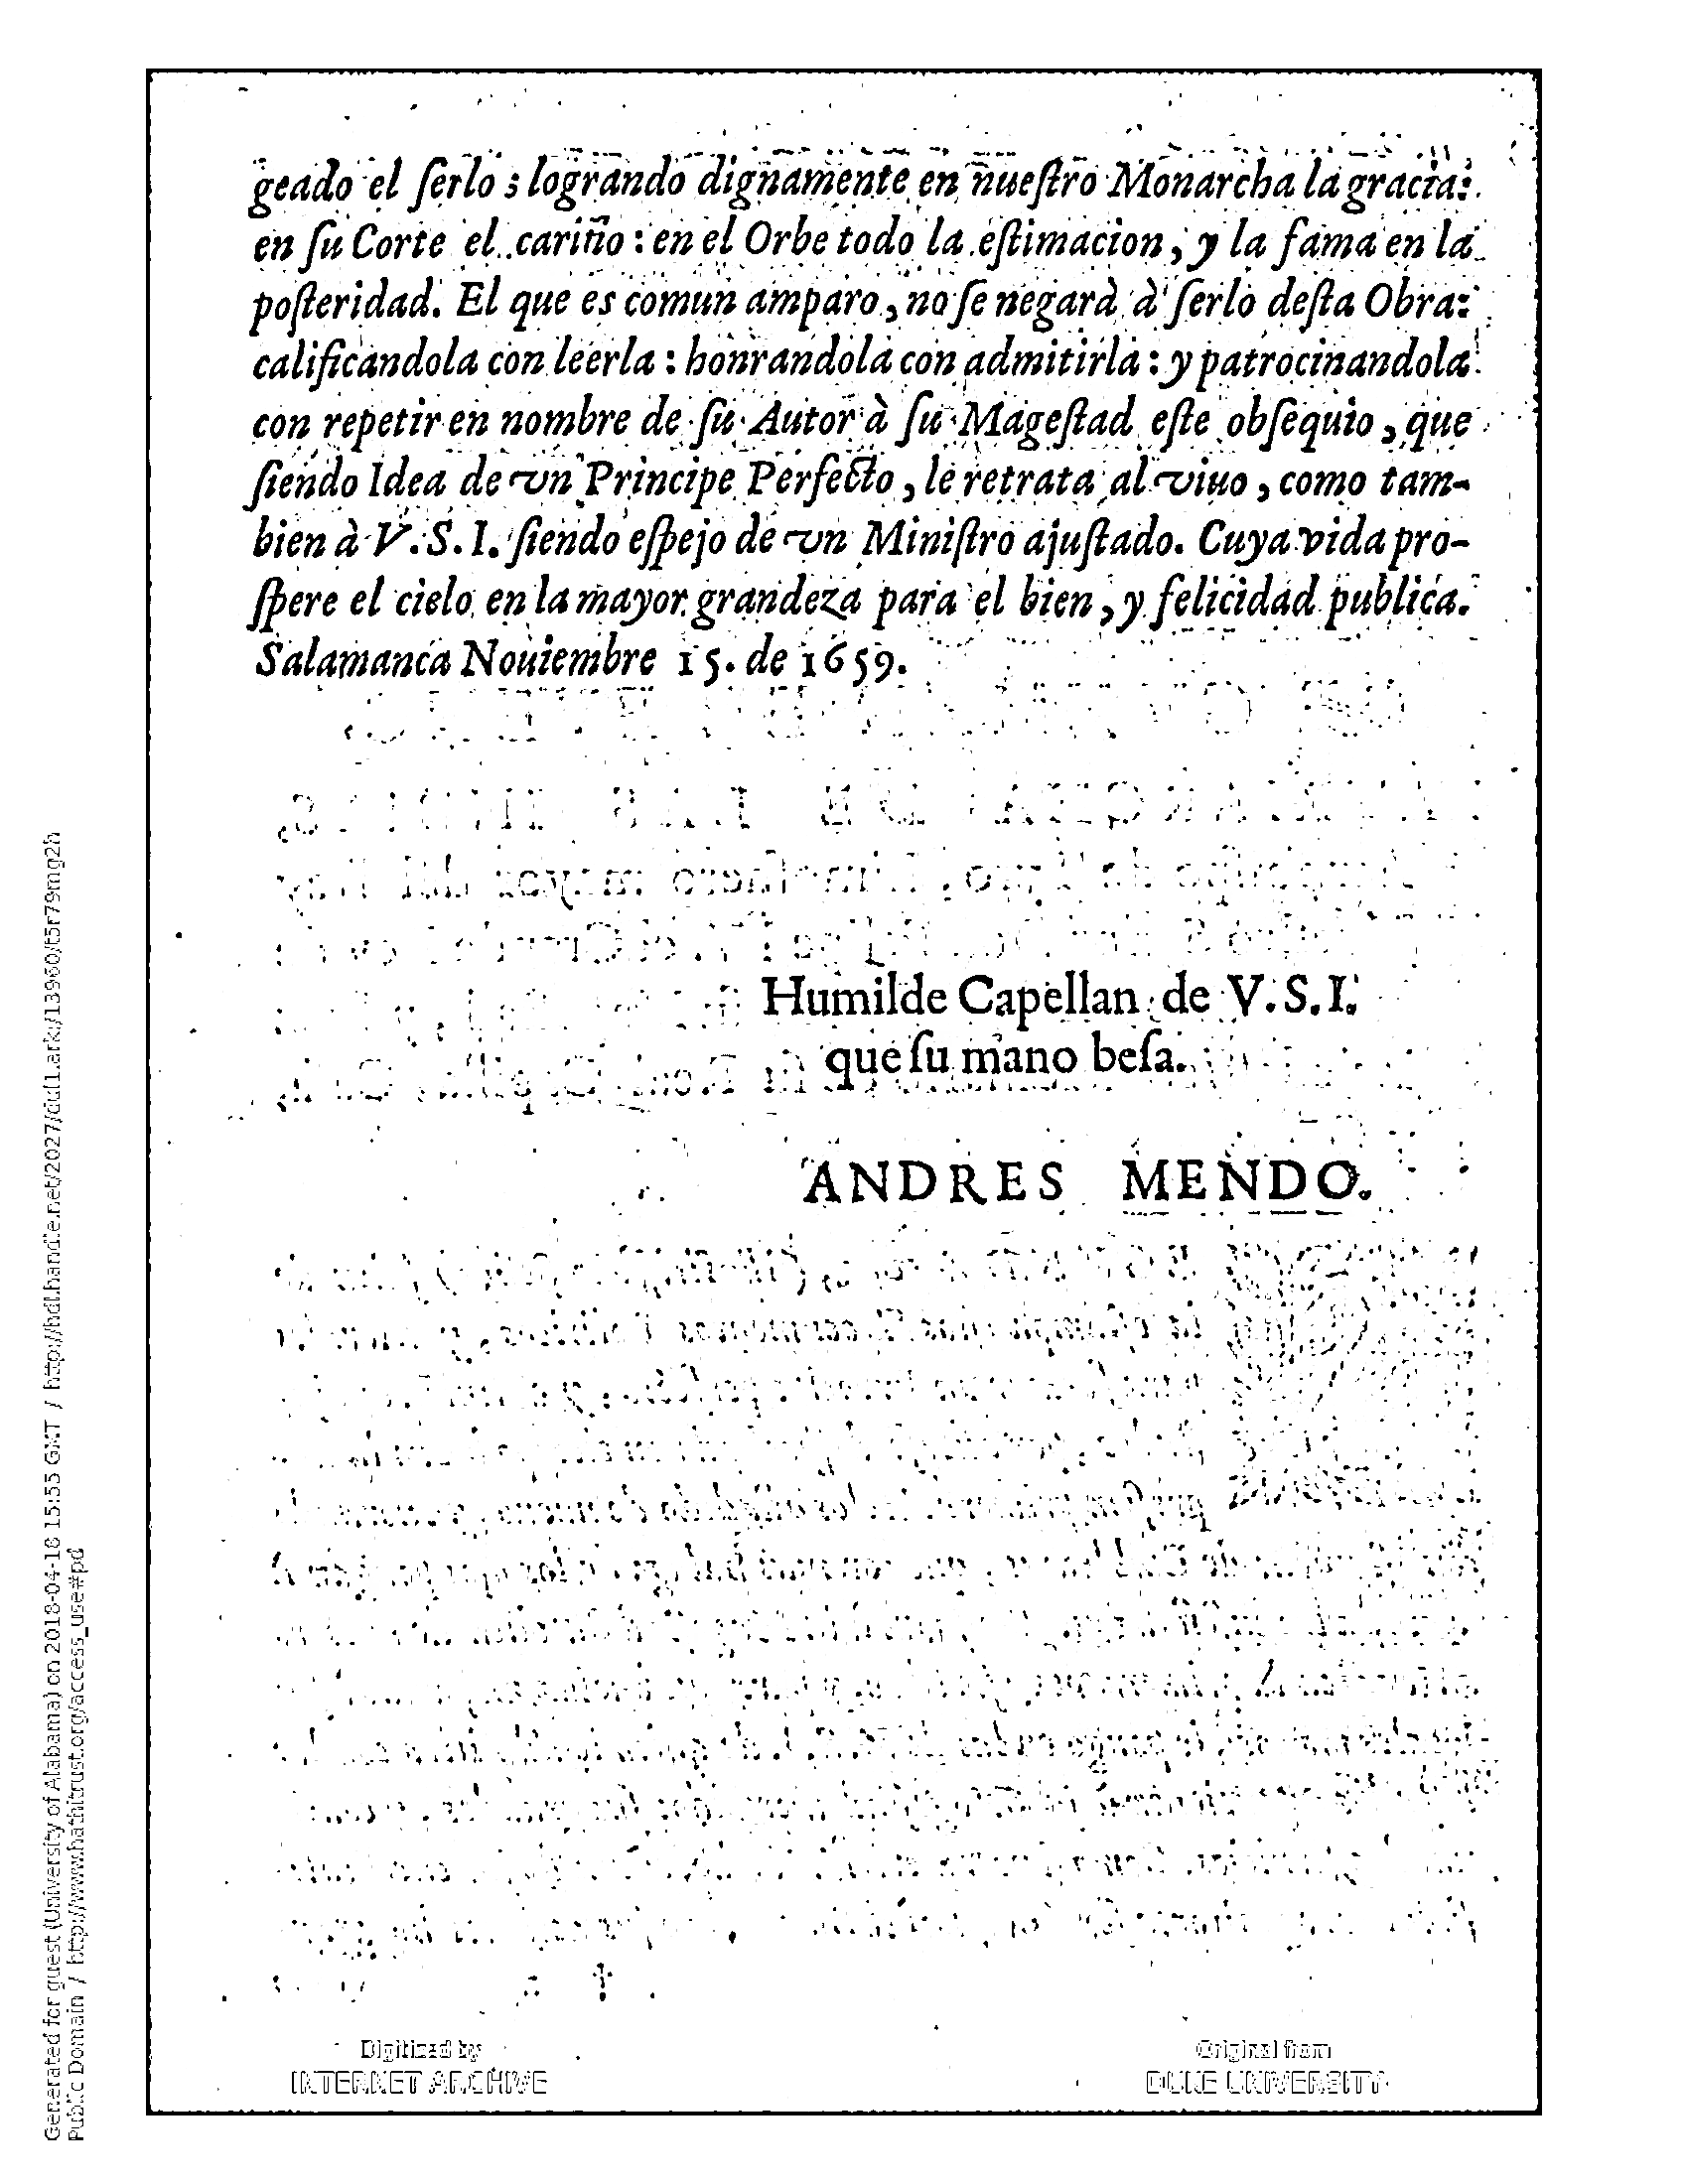 geado el ſerlo; logrando dignamente en nueſtro Monarcha la gracia:
en ſu Corte el cariño: en el Orbe todo la eſtimacion, y la fama en la
poſteridad. El que es comun amparo, no ſe negarà à ſerlo deſta Obra:
calificandola con leerla: honrandola con admitirla: y patrocinandola
con repetir en nombre de ſu Autor à ſu Mageſtad eſte obſequio, que
ſiendo Idea de vn Principe Perfecto, le retrata al viuo, como tam-
bien à V.S.I. ſiendo eſpejo de vn Miniſtro ajuſtado. Cuya vida pro-
ſpere el cielo en la mayor grandeza para el bien, y felicidad publica.
Salamanca Nouiembre 15. de 1659.
Humilde Capellan de V.S.I.
que ſu mano beſa.
ANDRES MENDO.
Digitized by
INTERNET ARCHIVE
Original from
DUKE UNIVERSITY
Generated for guest (University of Alabama) on 2018-04-18 15:55 GMT / http://hdl.handle.net/2027/dul1.ark:/13960/t5r79mg2h
Public Domain / http://www.hathitrust.org/access_use#pd